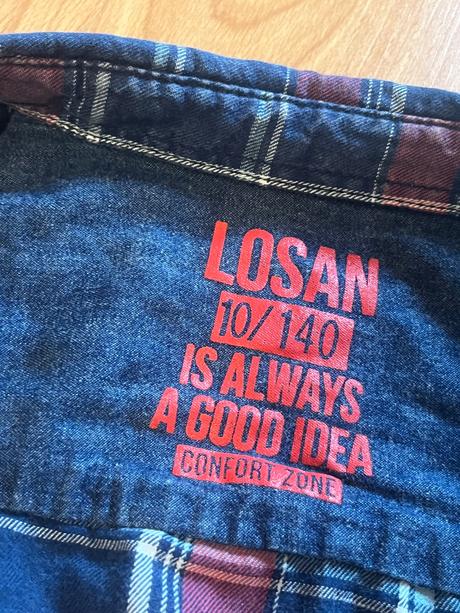 LOSAN
10/140
IS ALWAYS
A GOOD IDEA
CONFORT ZONE